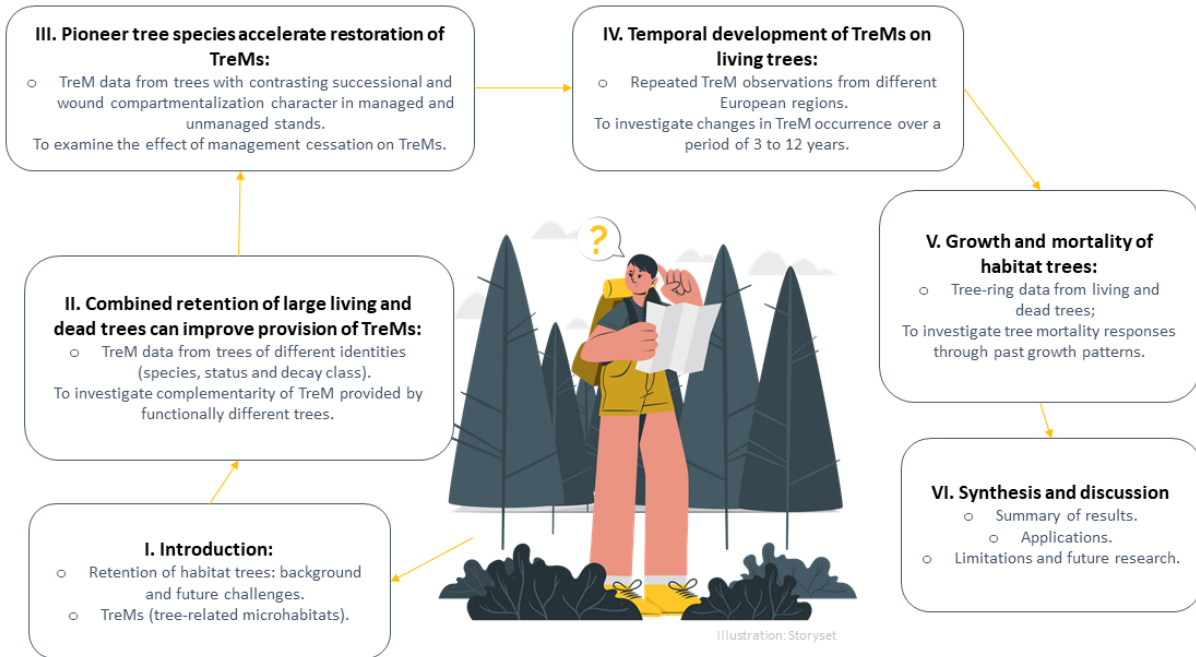 I. Introduction:
o Retention of habitat trees: background
and future challenges.
o TreMs (tree-related microhabitats).
II. Combined retention of large living and
dead trees can improve provision of TreMs:
o TreM data from trees of different identities
(species, status and decay class).
To investigate complementarity of TreM provided by
functionally different trees.
III. Pioneer tree species accelerate restoration of
TreMs:
o TreM data from trees with contrasting successional and
wound compartmentalization character in managed and
unmanaged stands.
To examine the effect of management cessation on TreMs.
IV. Temporal development of TreMs on
living trees:
o Repeated TreM observations from different
European regions.
To investigate changes in TreM occurrence over a
period of 3 to 12 years.
V. Growth and mortality of
habitat trees:
o Tree-ring data from living and
dead trees;
To investigate tree mortality responses
through past growth patterns.
VI. Synthesis and discussion
o Summary of results.
o Applications.
o Limitations and future research.
?
Illustration: Storyset